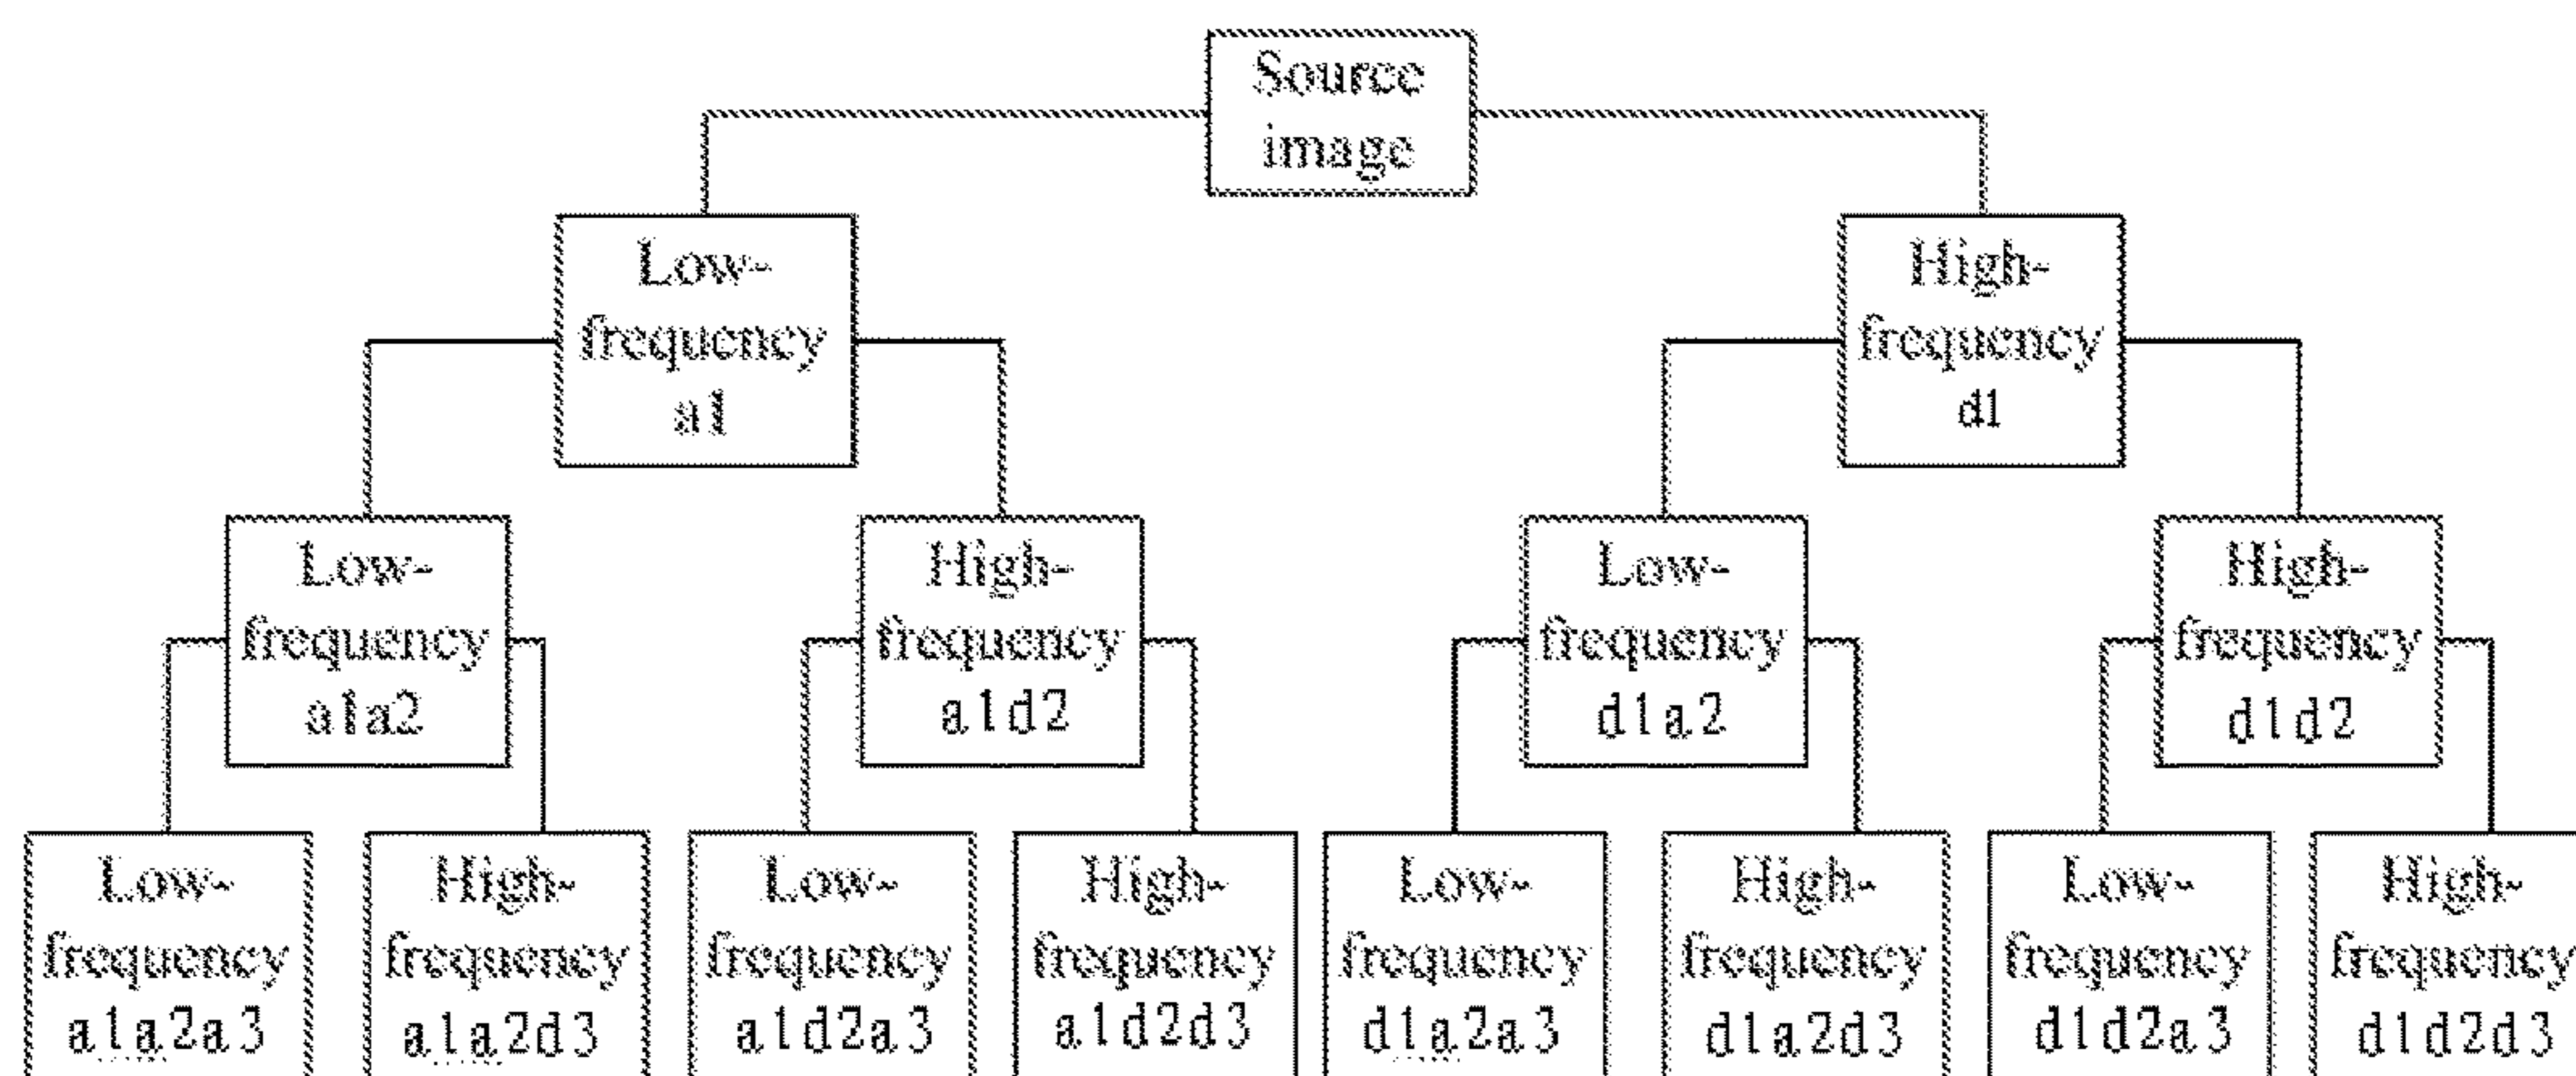 Source
image
Low-
frequency
a1
High-
frequency
d1
Low-
frequency
a1a2
High-
frequency
a1d2
Low-
frequency
d1a2
High-
frequency
d1d2
Low-
frequency
a1a2a3
High-
frequency
a1a2d3
Low-
frequency
a1d2a3
High-
frequency
a1d2d3
Low-
frequency
d1a2a3
High-
frequency
d1a2d3
Low-
frequency
d1d2a3
High-
frequency
d1d2d3